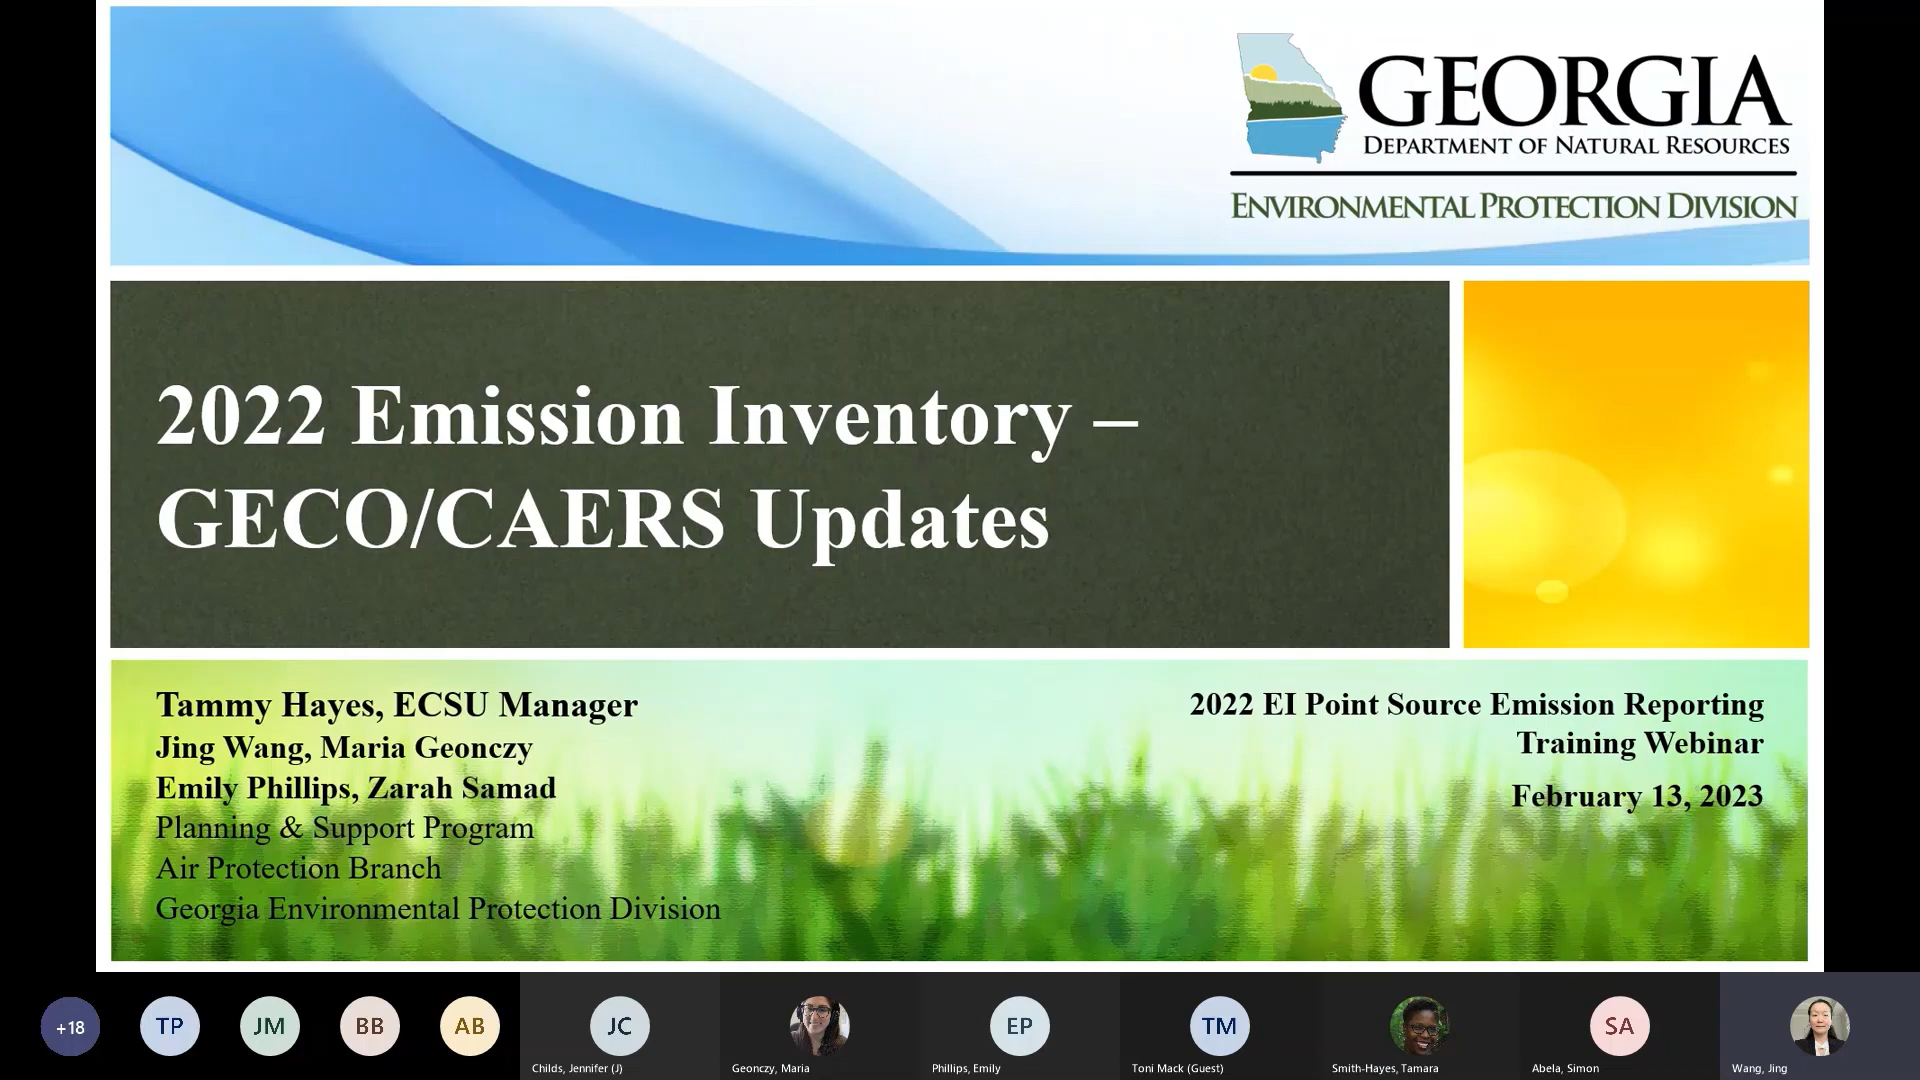 GEORGIA
DEPARTMENT OF NATURAL RESOURCES
ENVIRONMENTAL PROTECTION DIVISION
2022 Emission Inventory –
GECO/CAERS Updates
Tammy Hayes, ECSU Manager
Jing Wang, Maria Geonczy
Emily Phillips, Zarah Samad
Planning & Support Program
Air Protection Branch
Georgia Environmental Protection Division
2022 EI Point Source Emission Reporting
Training Webinar
February 13, 2023
+18
TP
JM
BB
AB
JC
EP
TM
SA
Childs, Jennifer (J)
Geonczy, Maria
Phillips, Emily
Toni Mack (Guest)
Smith-Hayes, Tamara
Abela, Simon
Wang, Jing